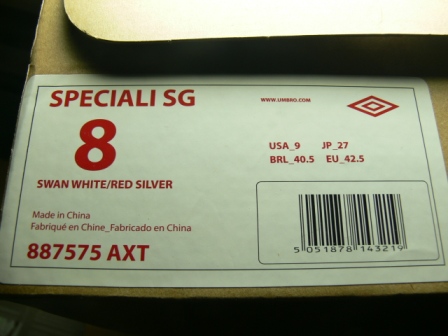 SPECIALI SG
WWW.UMBRO.COM
8
USA_9 JP_27
BRL_40.5 EU_42.5
SWAN WHITE/RED SILVER
Made in China
Fabriqué en Chine_Fabricado en China
887575 AXT
5 051878 143219